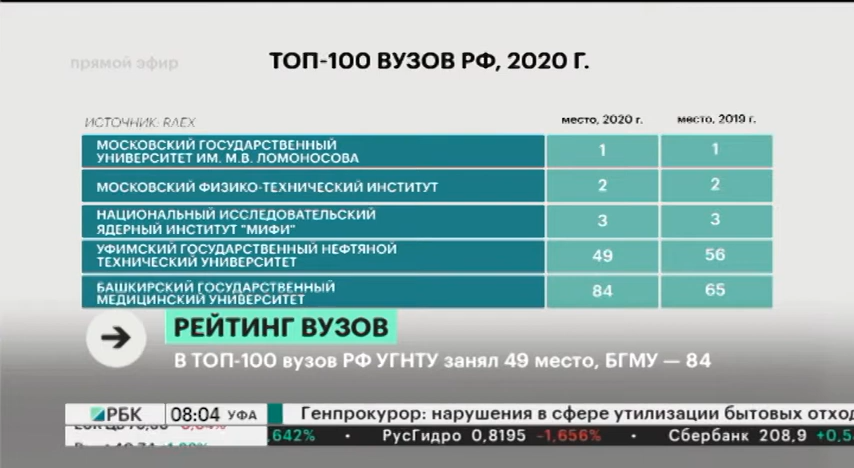 прямой эфир
ТОП-100 ВУЗОВ РФ, 2020 Г.
ИСТОЧНИК: RAEX
место, 2020 г.
место, 2019 г.
МОСКОВСКИЙ ГОСУДАРСТВЕННЫЙ
УНИВЕРСИТЕТ ИМ. М.В. ЛОМОНОСОВА
1
1
МОСКОВСКИЙ ФИЗИКО-ТЕХНИЧЕСКИЙ ИНСТИТУТ
2
2
НАЦИОНАЛЬНЫЙ ИССЛЕДОВАТЕЛЬСКИЙ
ЯДЕРНЫЙ ИНСТИТУТ "МИФИ"
3
3
УФИМСКИЙ ГОСУДАРСТВЕННЫЙ НЕФТЯНОЙ
ТЕХНИЧЕСКИЙ УНИВЕРСИТЕТ
49
56
БАШКИРСКИЙ ГОСУДАРСТВЕННЫЙ
МЕДИЦИНСКИЙ УНИВЕРСИТЕТ
84
65
РЕЙТИНГ ВУЗОВ
В ТОП-100 вузов РФ УГНТУ занял 49 место, БГМУ — 84
РБК 08:04 УФА
Генпрокурор: нарушения в сфере утилизации бытовых отход
,642% • РусГидро 0,8195 -1,656% • Сбербанк 208,9